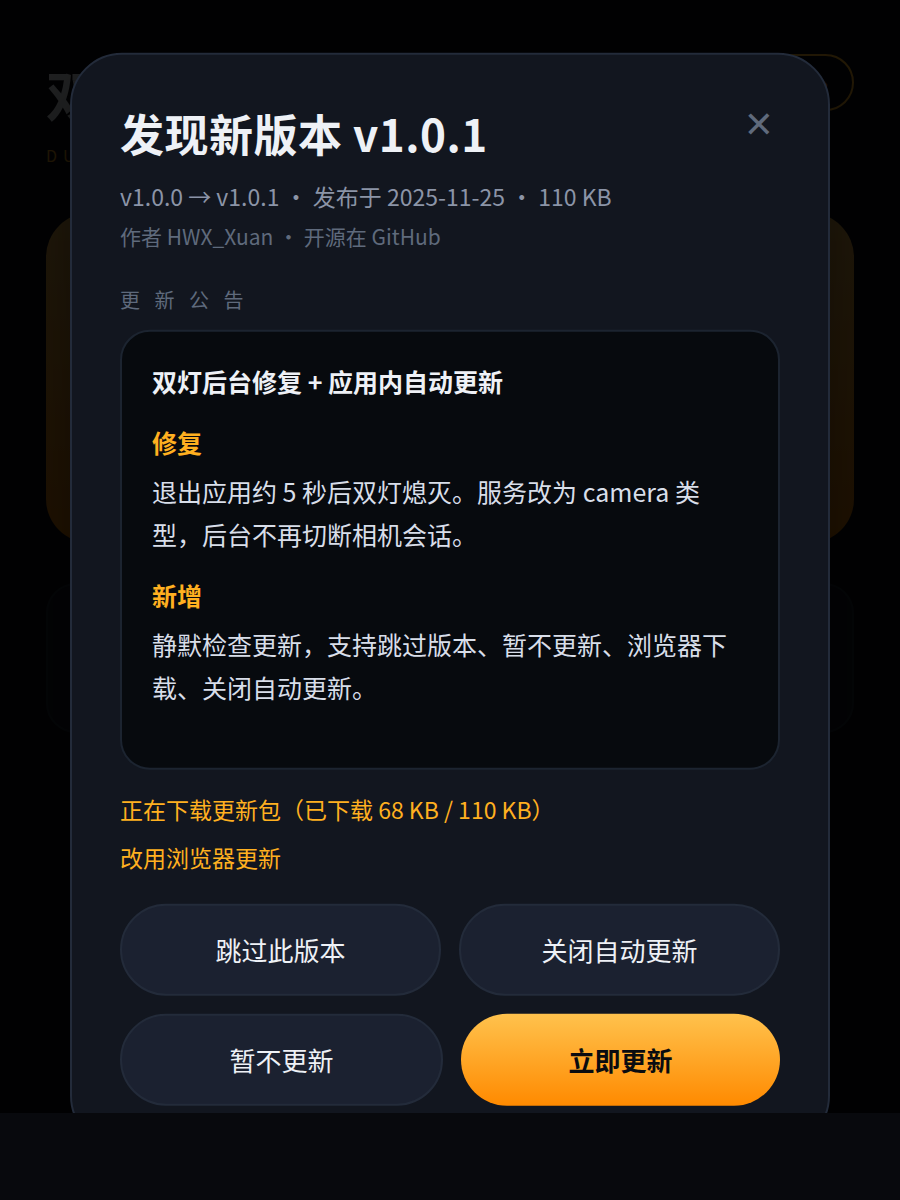 双
DU
发现新版本 v1.0.1
✕
v1.0.0 → v1.0.1 · 发布于 2025-11-25 · 110 KB
作者 HWX_Xuan · 开源在 GitHub
更新公告
双灯后台修复 + 应用内自动更新
修复
退出应用约 5 秒后双灯熄灭。服务改为 camera 类
型，后台不再切断相机会话。
新增
静默检查更新，支持跳过版本、暂不更新、浏览器下
载、关闭自动更新。
正在下载更新包（已下载 68 KB / 110 KB）
改用浏览器更新
跳过此版本
关闭自动更新
暂不更新
立即更新